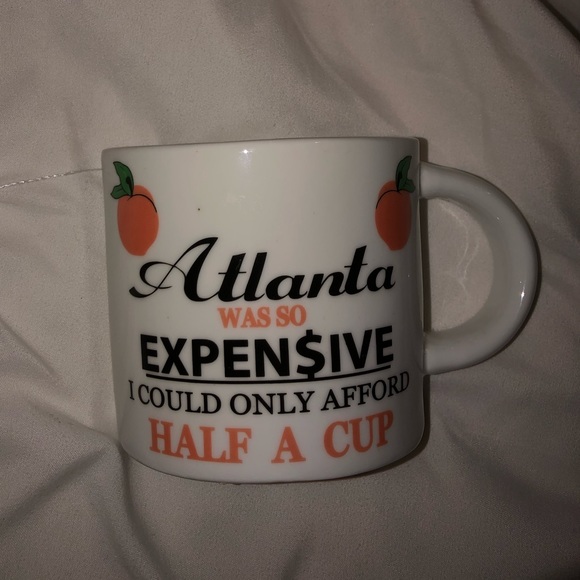 Atlanta
WAS SO
EXPEN$IVE
I COULD ONLY AFFORD
HALF A CUP